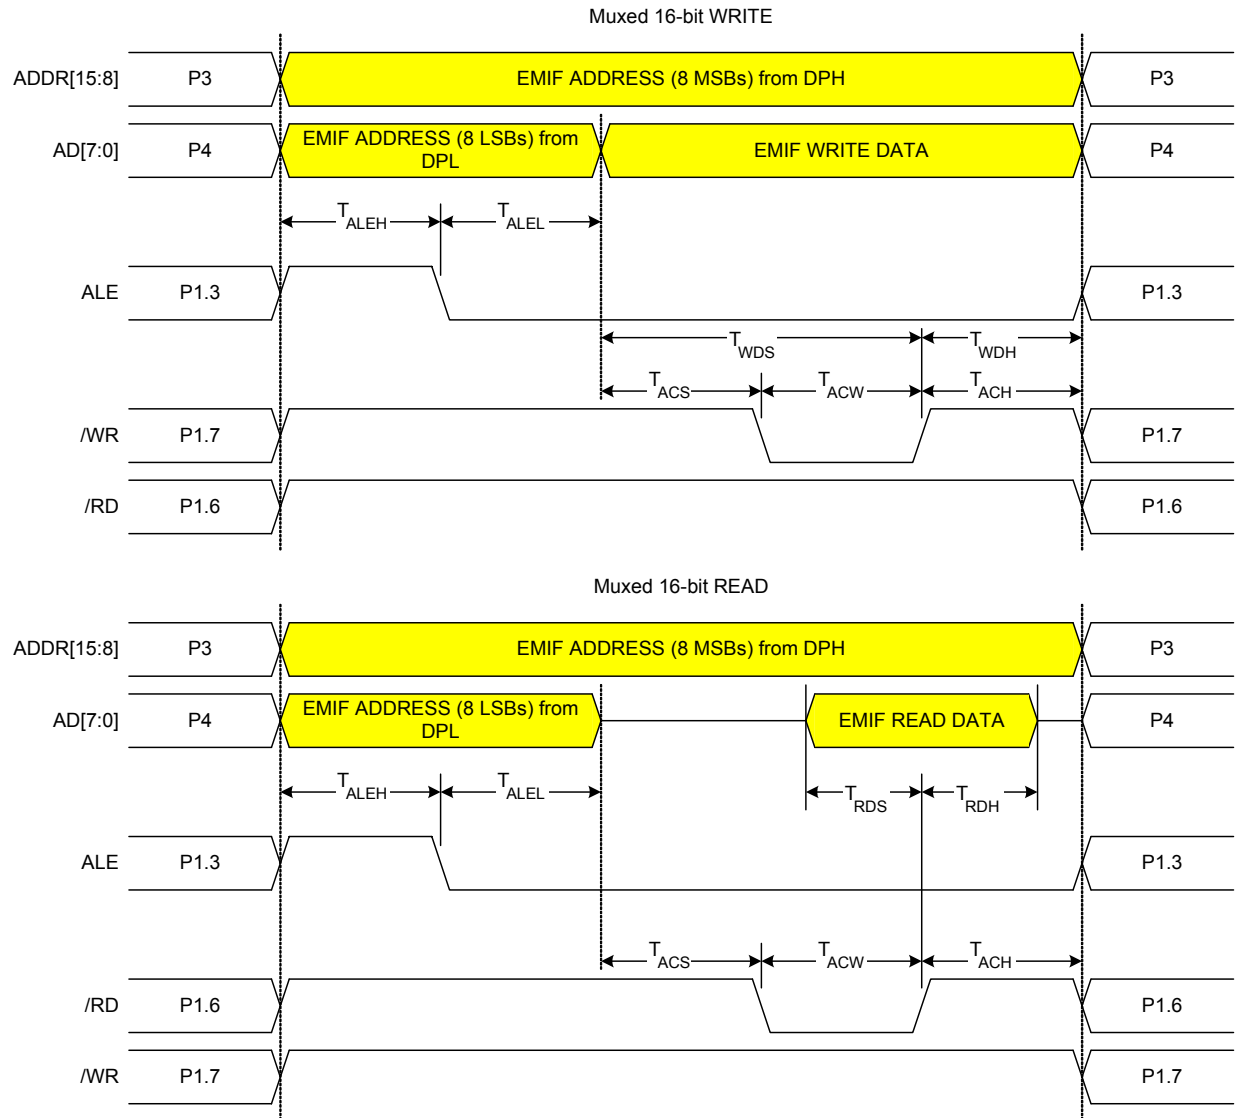 Muxed 16-bit WRITE
ADDR[15:8] P3 EMIF ADDRESS (8 MSBs) from DPH P3
AD[7:0] P4 EMIF ADDRESS (8 LSBs) from
DPL EMIF WRITE DATA P4
TALEH TALEL
ALE P1.3 P1.3
TWDS TWDH
TACS TACW TACH
/WR P1.7 P1.7
/RD P1.6 P1.6
Muxed 16-bit READ
ADDR[15:8] P3 EMIF ADDRESS (8 MSBs) from DPH P3
AD[7:0] P4 EMIF ADDRESS (8 LSBs) from
DPL EMIF READ DATA P4
TALEH TALEL TRDS TRDH
ALE P1.3 P1.3
TACS TACW TACH
/RD P1.6 P1.6
/WR P1.7 P1.7